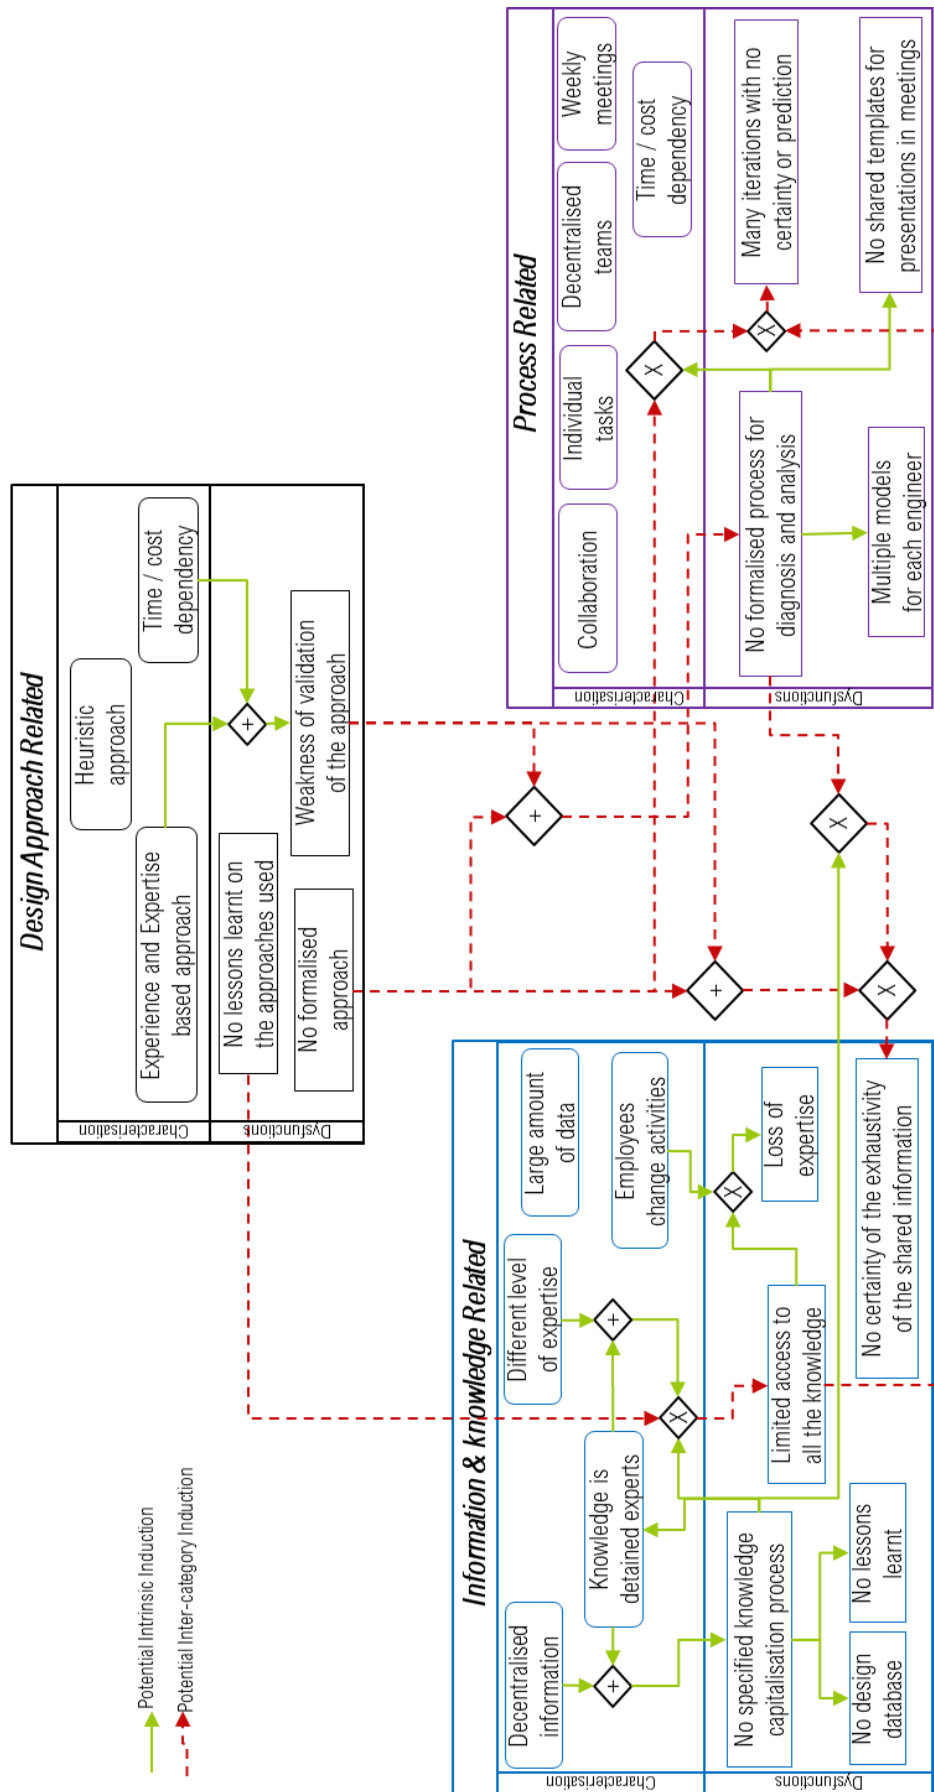 Potential Intrinsic Induction
Potential Inter-category Induction
Design Approach Related
Characterisation
Heuristic
approach
Experience and Expertise
based approach
Time / cost
dependency
Dysfunctions
+
No lessons learnt on
the approaches used
No formalised
approach
Weakness of validation
of the approach
Information & knowledge Related
Characterisation
Decentralised
information
Different level
of expertise
Large amount
of data
Knowledge is
detained experts
Employees
change activities
+
+
X
Dysfunctions
No specified knowledge
capitalisation process
Limited access to
all the knowledge
X
Loss of
expertise
No design
database
No lessons
learnt
No certainty of the exhaustivity
of the shared information
+
+
X
X
Process Related
Characterisation
Collaboration
Individual
tasks
Decentralised
teams
Weekly
meetings
Time / cost
dependency
X
Dysfunctions
No formalised process for
diagnosis and analysis
X
Many iterations with no
certainty or prediction
Multiple models
for each engineer
No shared templates for
presentations in meetings